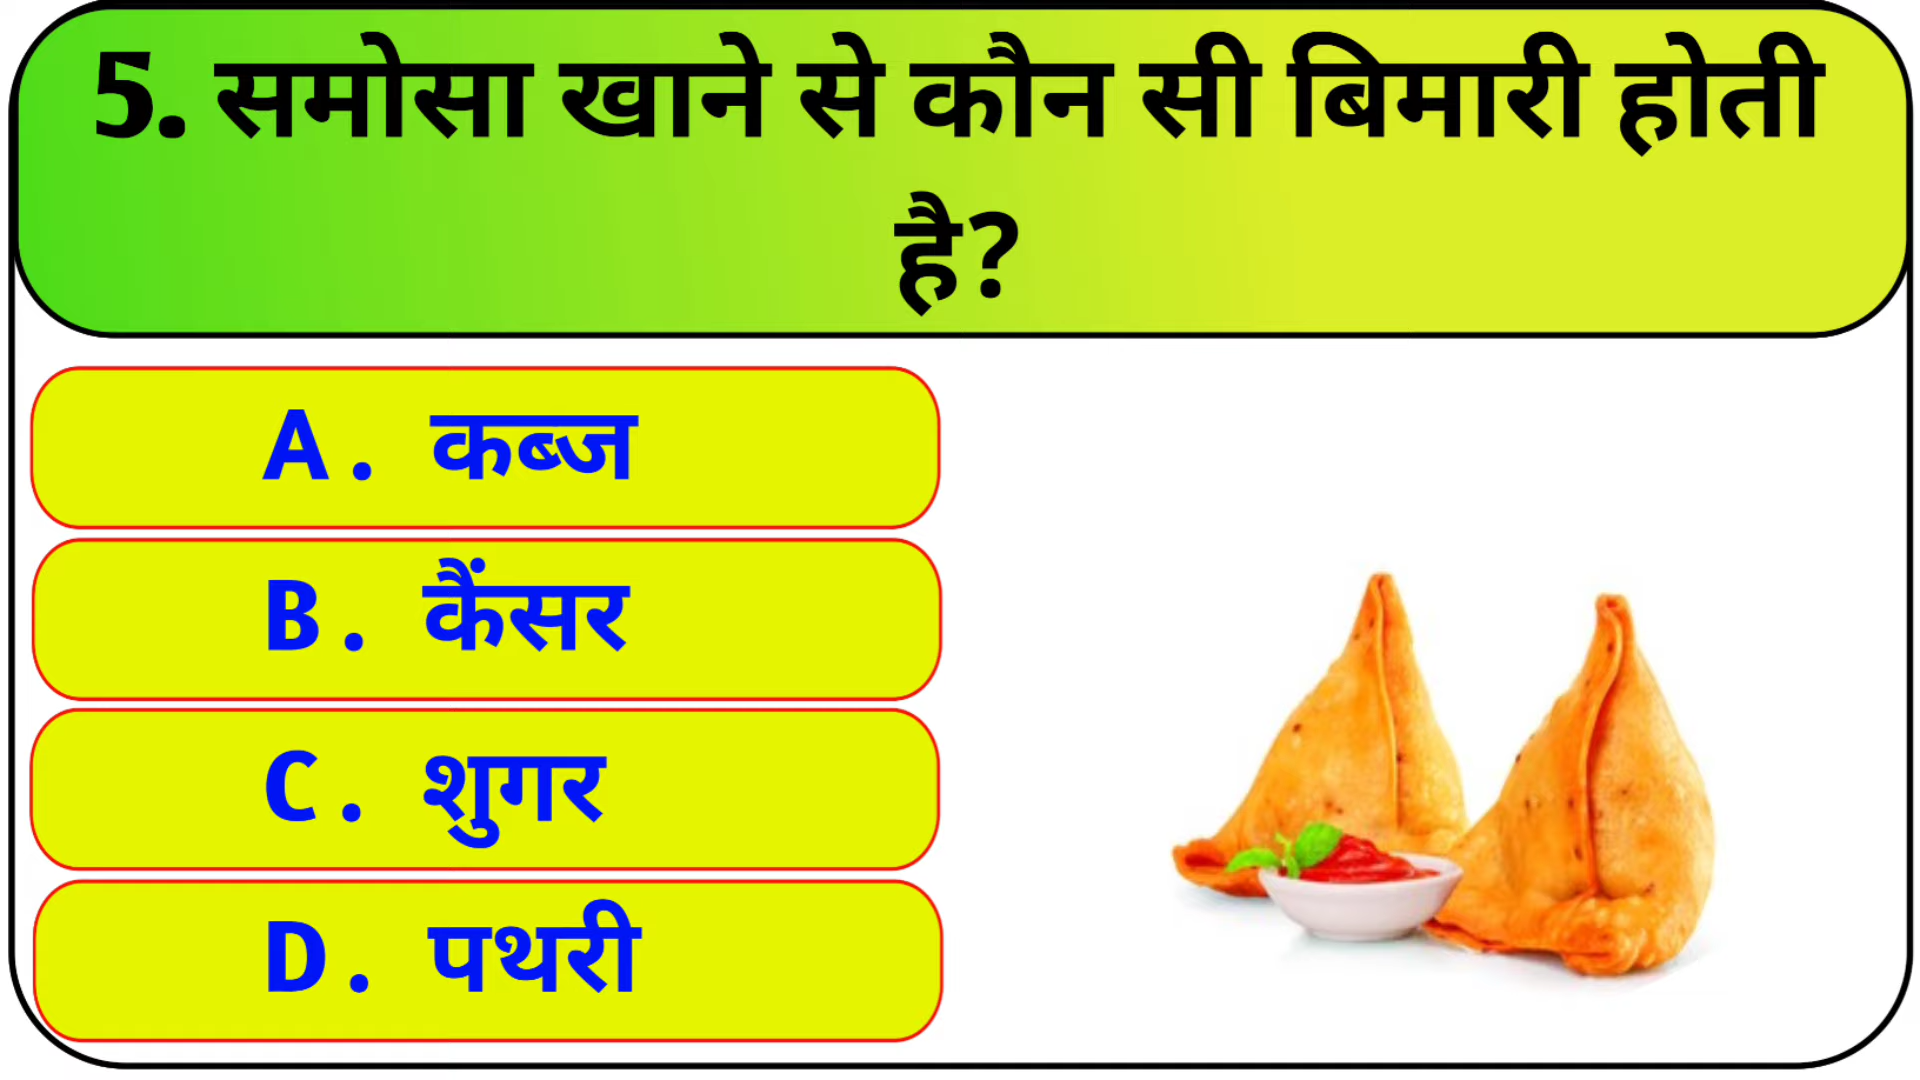 5. समोसा खाने से कौन सी बिमारी होती
है?
A. कब्ज
B. कैंसर
C. शुगर
D. पथरी